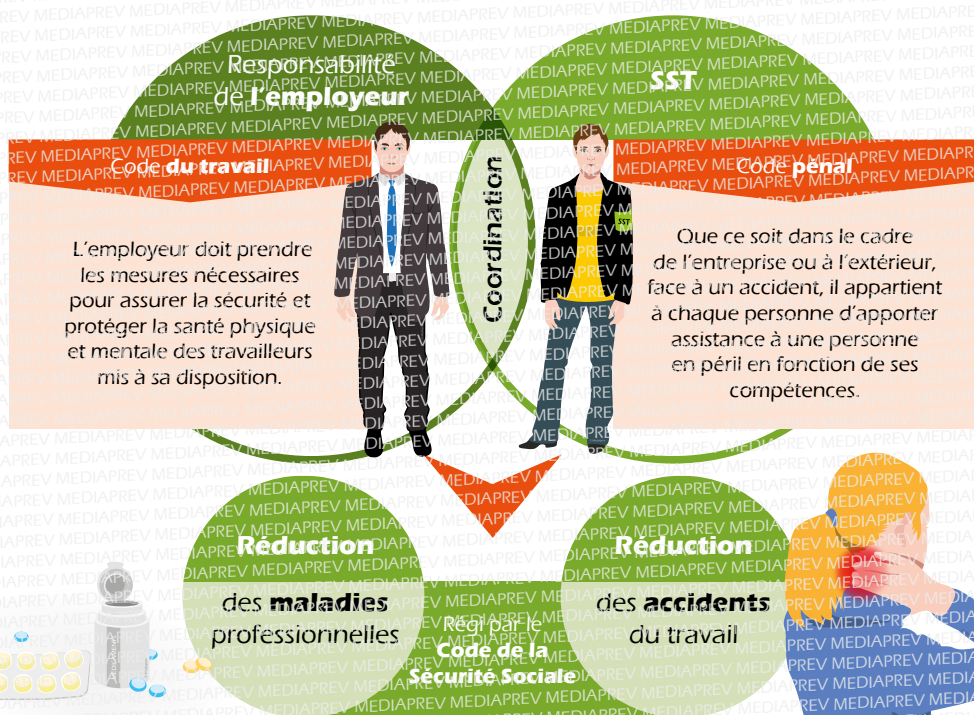 Responsabilité
de l'employeur
SST
Code du travail
Code pénal
Coordination
SST
L'employeur doit prendre
les mesures nécessaires
pour assurer la sécurité et
protéger la santé physique
et mentale des travailleurs
mis à sa disposition.
Que ce soit dans le cadre
de l'entreprise ou à l'extérieur,
face à un accident, il appartient
à chaque personne d'apporter
assistance à une personne
en péril en fonction de ses
compétences.
Réduction
des maladies
professionnelles
Réduction
des accidents
du travail
Régi par le
Code de la
Sécurité Sociale
MEDIAPREV